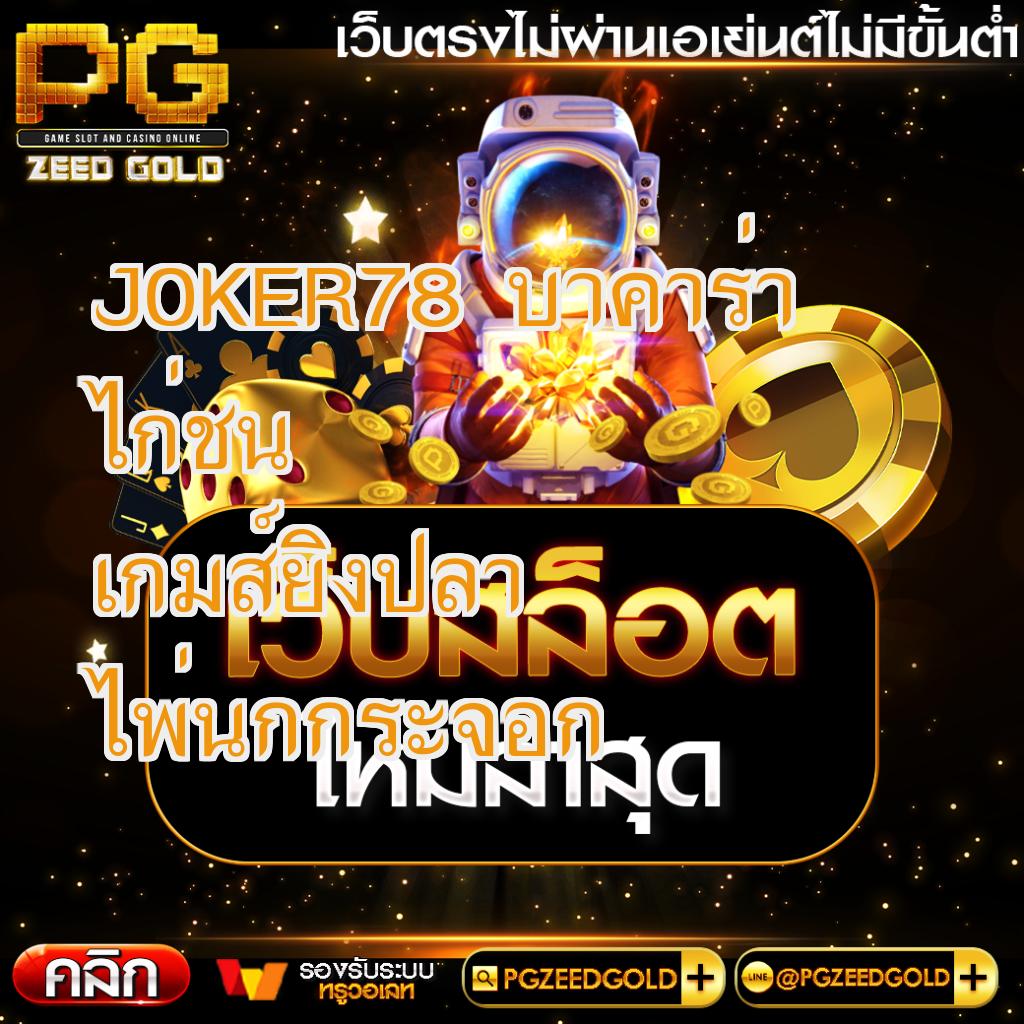 เว็บตรงไม่ผ่านเอเย่นต์ไม่มีขั้นต่ำ
PG
GAME SLOT AND CASINO ONLINE
ZEED GOLD
JOKER78 บาคาร่า
ไก่ชน
เกมส์ยิงปลา
เว็บสล็อต
ไพ่นกกระจอก
ใหม่ล่าสุด
คลิก
รองรับระบบ
ทรูวอเลท
PGZEEDGOLD
LINE
@PGZEEDGOLD